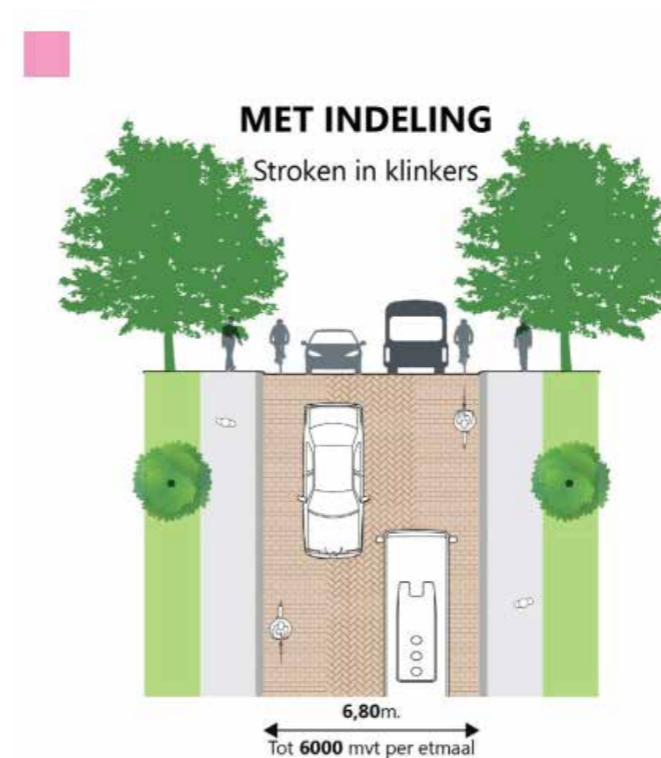 MET INDELING
Stroken in klinkers
6,80m.
Tot 6000 mvt per etmaal